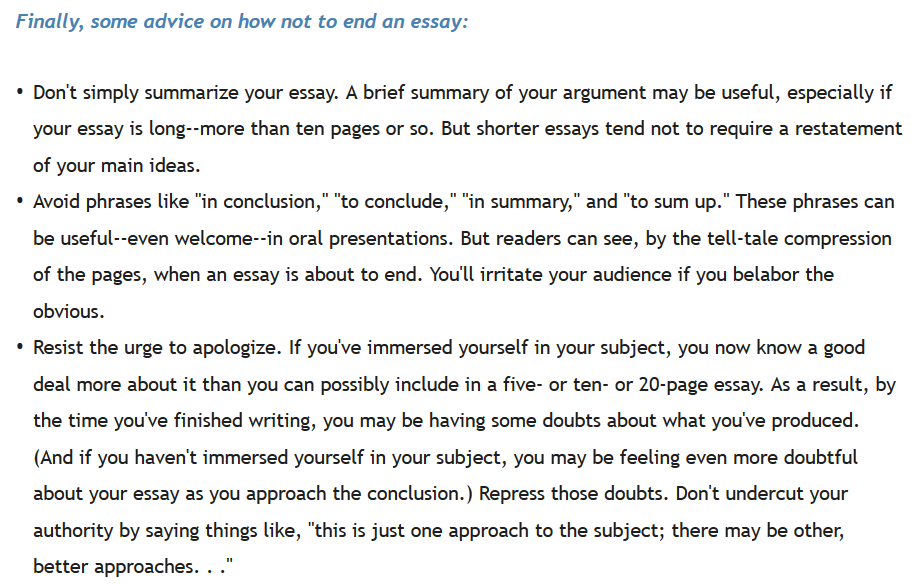 Finally, some advice on how not to end an essay:
• Don't simply summarize your essay. A brief summary of your argument may be useful, especially if
your essay is long--more than ten pages or so. But shorter essays tend not to require a restatement
of your main ideas.
• Avoid phrases like "in conclusion," "to conclude," "in summary," and "to sum up." These phrases can
be useful--even welcome--in oral presentations. But readers can see, by the tell-tale compression
of the pages, when an essay is about to end. You'll irritate your audience if you belabor the
obvious.
• Resist the urge to apologize. If you've immersed yourself in your subject, you now know a good
deal more about it than you can possibly include in a five- or ten- or 20-page essay. As a result, by
the time you've finished writing, you may be having some doubts about what you've produced.
(And if you haven't immersed yourself in your subject, you may be feeling even more doubtful
about your essay as you approach the conclusion.) Repress those doubts. Don't undercut your
authority by saying things like, "this is just one approach to the subject; there may be other,
better approaches. . ."